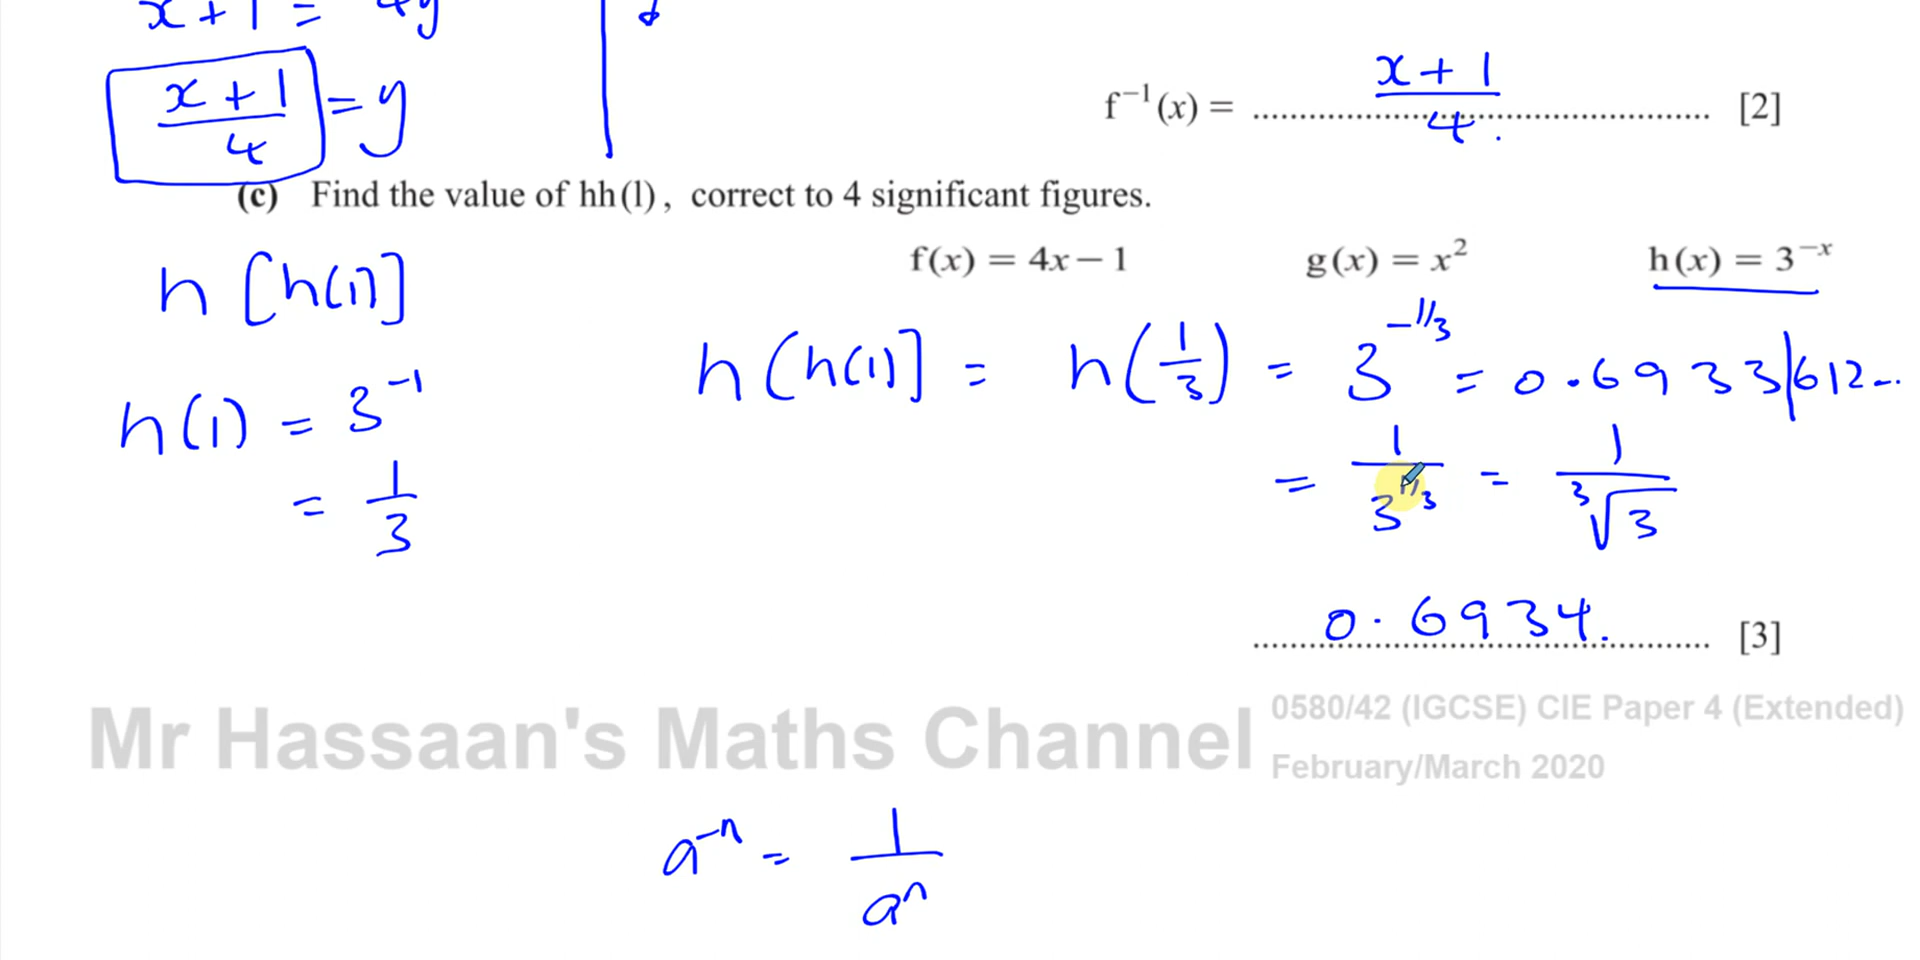 x + 1 = 4y
x + 1 / 4 = y
f⁻¹(x) = x + 1 / 4 . [2]
(c) Find the value of hh(1), correct to 4 significant figures.
f(x) = 4x − 1 g(x) = x² h(x) = 3⁻ˣ
h [h(1)]
h(1) = 3⁻¹
= 1/3
h(h(1)] = h(1/3) = 3^(-1/3) = 0.6933|612...
= 1/3^(1/3) = 1/³√3
0.6934. [3]
Mr Hassaan's Maths Channel
0580/42 (IGCSE) CIE Paper 4 (Extended)
February/March 2020
a⁻ⁿ = 1/aⁿ